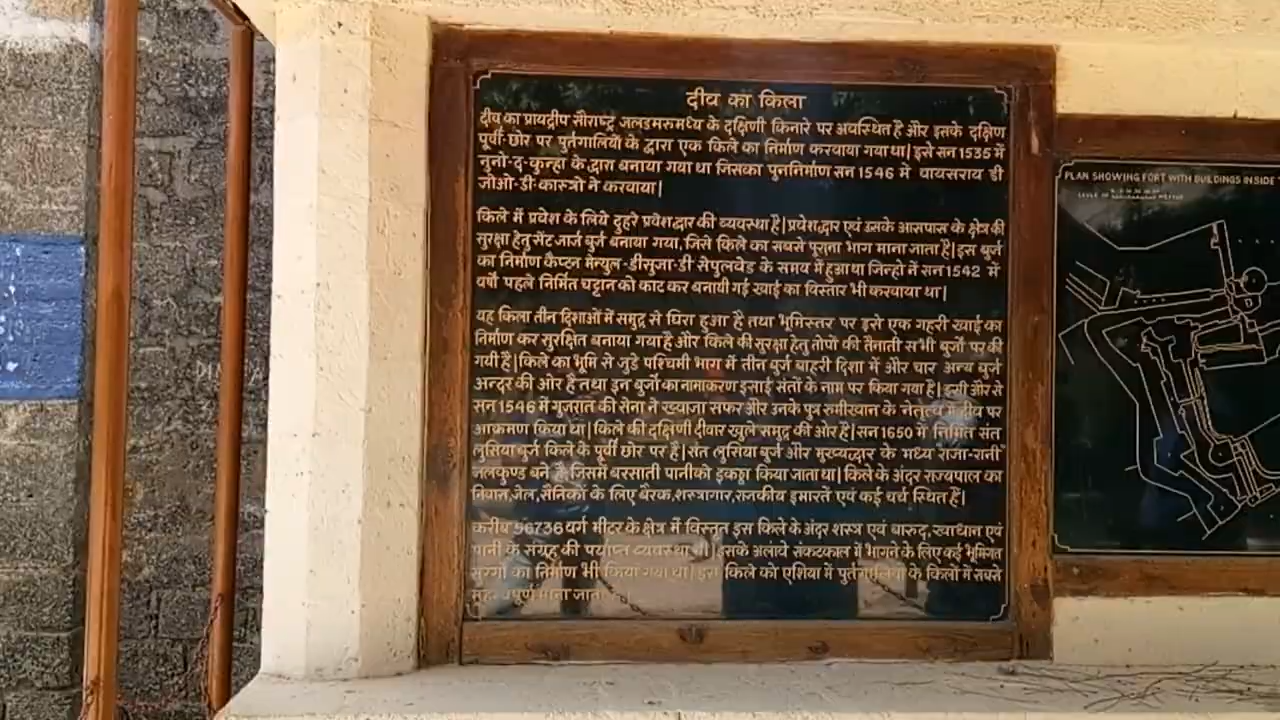 दीव का किला
दीव का प्रायद्वीप सौराष्ट्र जलडमरुमध्य के दक्षिणी किनारे पर अवस्थित है और इसके दक्षिण
पूर्वी-छोर पर पुर्तगालियों के द्वारा एक किले का निर्माण करवाया गया था| इसे सन 1535 में
नुनो-द-कुन्हा के द्वारा बनाया गया था जिसका पुननिर्माण सन 1546 में वायसराय डी
जोओ-डी-कास्त्रो ने करवाया|
किले में प्रवेश के लिये दुहरे प्रवेशद्वार की व्यवस्था है| प्रवेशद्वार एवं उसके आसपास के क्षेत्र की
सुरक्षा हेतु सेंट जार्ज बुर्ज बनाया गया, जिसे किले का सबसे पुराना भाग माना जाता है| इस बुर्ज
का निर्माण कैप्टन मेन्युल-डीसुजा-डी सेपुलवेड के समय में हुआ था जिन्हो नें सन 1542 में
वर्षों पहले निर्मित चट्टान को काट कर बनायी गई खाई का विस्तार भी करवाया था|
यह किला तीन दिशाओं में समुद्र से घिरा हुआ है तथा भूमिस्तर पर इसे एक गहरी खाई का
निर्माण कर सुरक्षित बनाया गया है और किले की सुरक्षा हेतु तोपो की तैनाती सभी बुर्जो पर की
गयी है| किले का भूमि से जुडे पश्चिमी भाग में तीन बुर्ज बाहरी दिशा में और चार अन्य बुर्ज
अन्दर की ओर है तथा इन बुर्जो का नामाकरण इसाई संतों के नाम पर किया गया है| इसी ओर से
सन 1546 में गुजरात की सेना ने ख्वाजा सफर और उनके पुत्र रुमीखान के नेतृत्व में दीव पर
आक्रमण किया था| किले की दक्षिणी दीवार खुले समुद्र की ओर है| सन 1650 में निर्मित संत
लुसिया बुर्ज किले के पूर्वी छोर पर है| संत लुसिया बुर्ज और मुख्यद्वार के मध्य राजा-रानी
जलकुण्ड बने है, जिसमें बरसाती पानी को इकठ्ठा किया जाता था| किले के अंदर राज्यपाल का
निवास, जेल, सैनिकों के लिए बैरक, शस्त्रागार, राजकीय इमारतें एवं कई चर्च स्थित हैं|
करीब 56736 वर्ग मीटर के क्षेत्र में विस्तृत इस किले के अंदर शस्त्र एवं बारुद, खाधान एवं
पानी के संग्रह की पर्याप्त व्यवस्था थी| इसके अलावे संकटकाल में भागने के लिए कई भूमिगत
सुरंगों का निर्माण भी किया गया था| इस किले को एशिया में पुर्तगालियों के किलों में सबसे
महत्वपूर्ण माना जाता
PLAN SHOWING FORT WITH BUILDINGS INSIDE